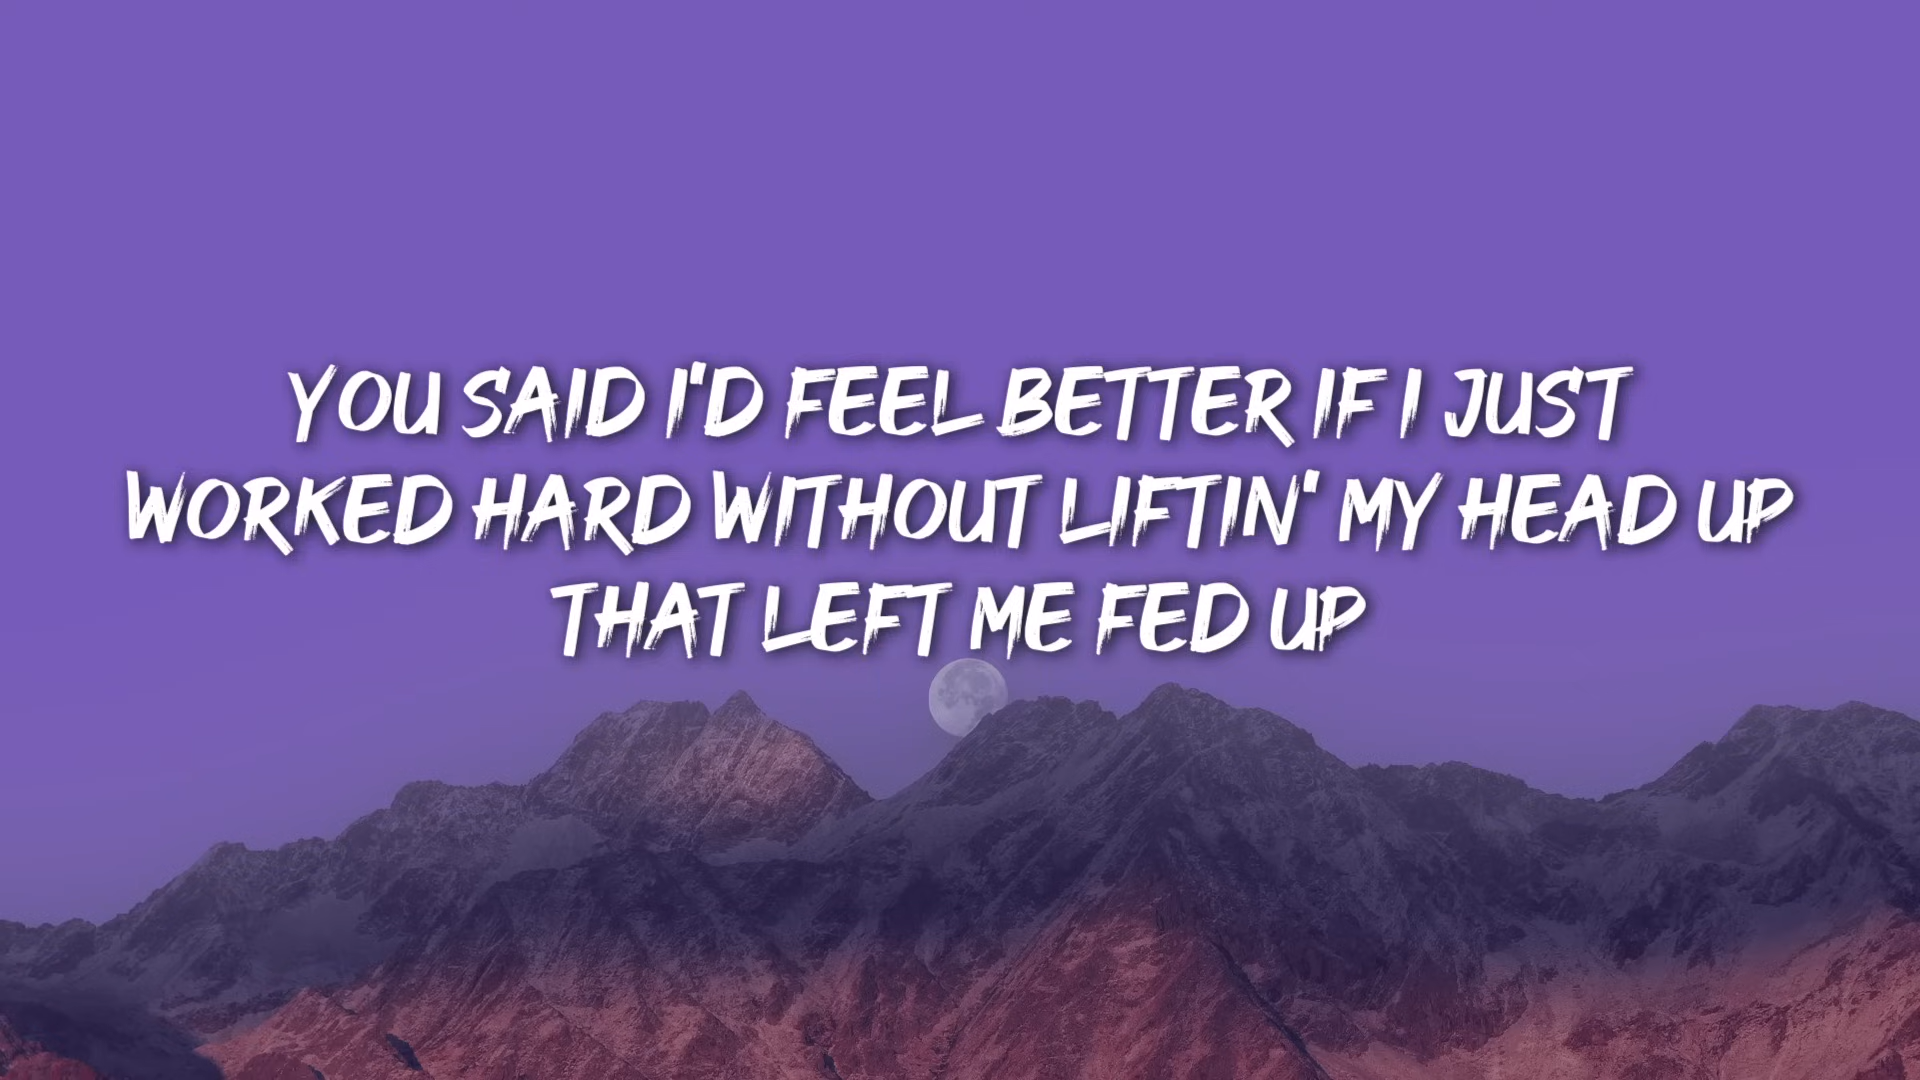 YOU SAID I'D FEEL BETTER IF I JUST
WORKED HARD WITHOUT LIFTIN' MY HEAD UP
THAT LEFT ME FED UP